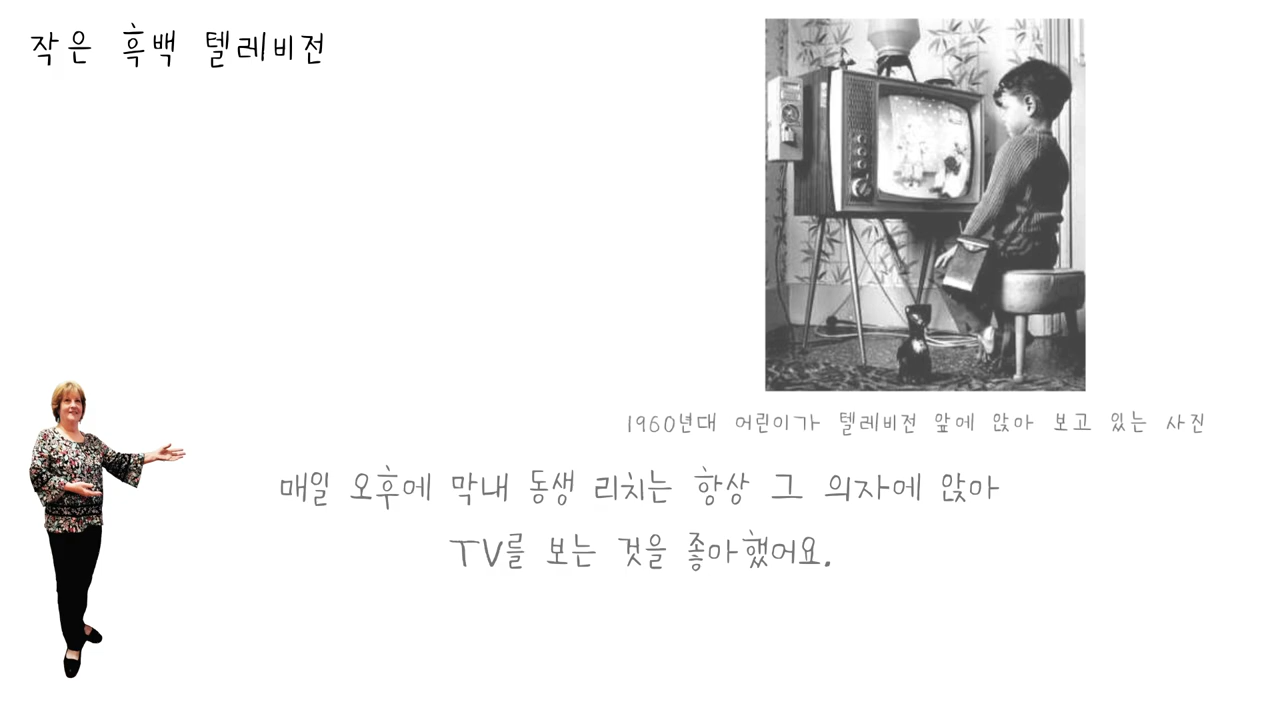 작은 흑백 텔레비전
1960년대 어린이가 텔레비전 앞에 앉아 보고 있는 사진
매일 오후에 막내 동생 리치는 항상 그 의자에 앉아
TV를 보는 것을 좋아했어요.